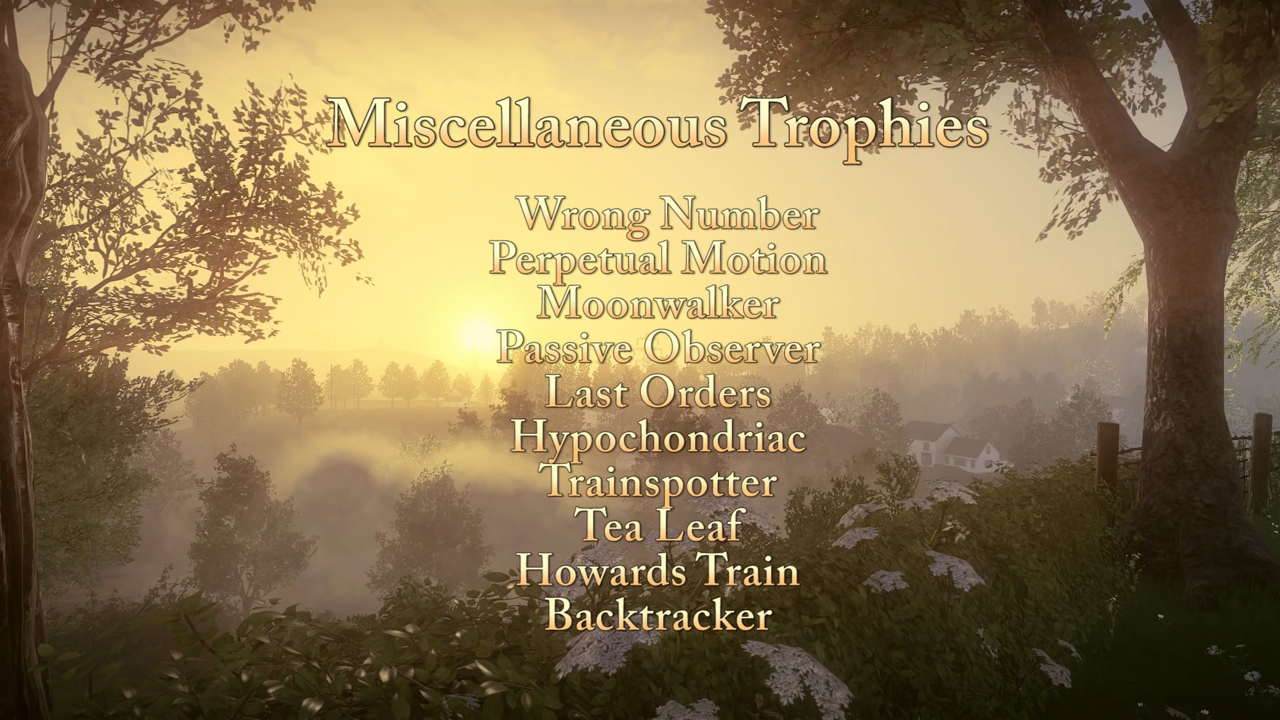 Miscellaneous Trophies
Wrong Number
Perpetual Motion
Moonwalker
Passive Observer
Last Orders
Hypochondriac
Trainspotter
Tea Leaf
Howards Train
Backtracker